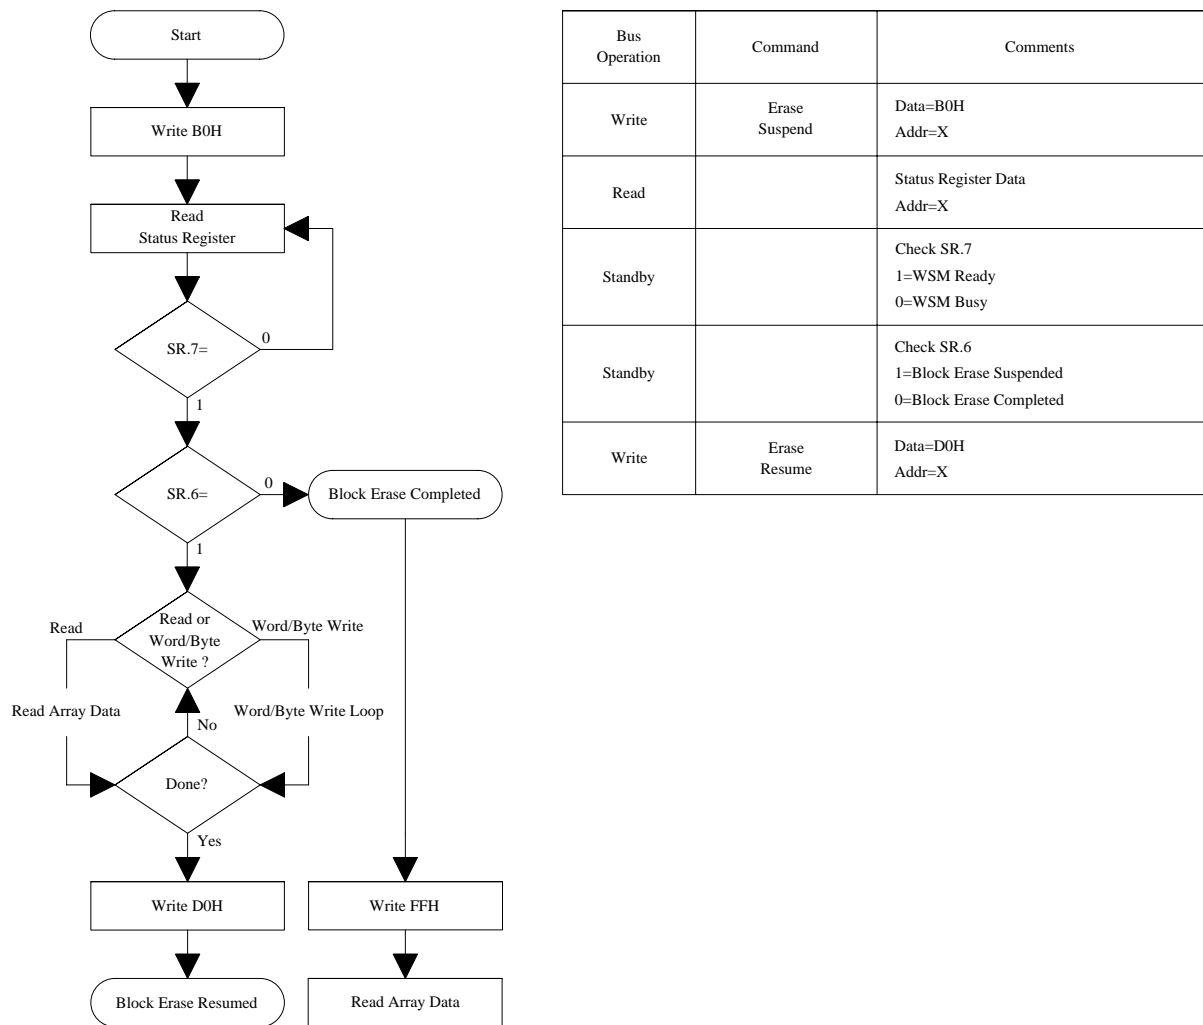 Start
Write B0H
Read
Status Register
SR.7=
0
1
SR.6=
0
Block Erase Completed
1
Read or
Word/Byte
Write ?
Read
Word/Byte Write
Read Array Data
Word/Byte Write Loop
No
Done?
Yes
Write D0H
Write FFH
Block Erase Resumed
Read Array Data
Bus
Operation
Command
Comments
Write
Erase
Suspend
Data=B0H
Addr=X
Read
Status Register Data
Addr=X
Standby
Check SR.7
1=WSM Ready
0=WSM Busy
Standby
Check SR.6
1=Block Erase Suspended
0=Block Erase Completed
Write
Erase
Resume
Data=D0H
Addr=X